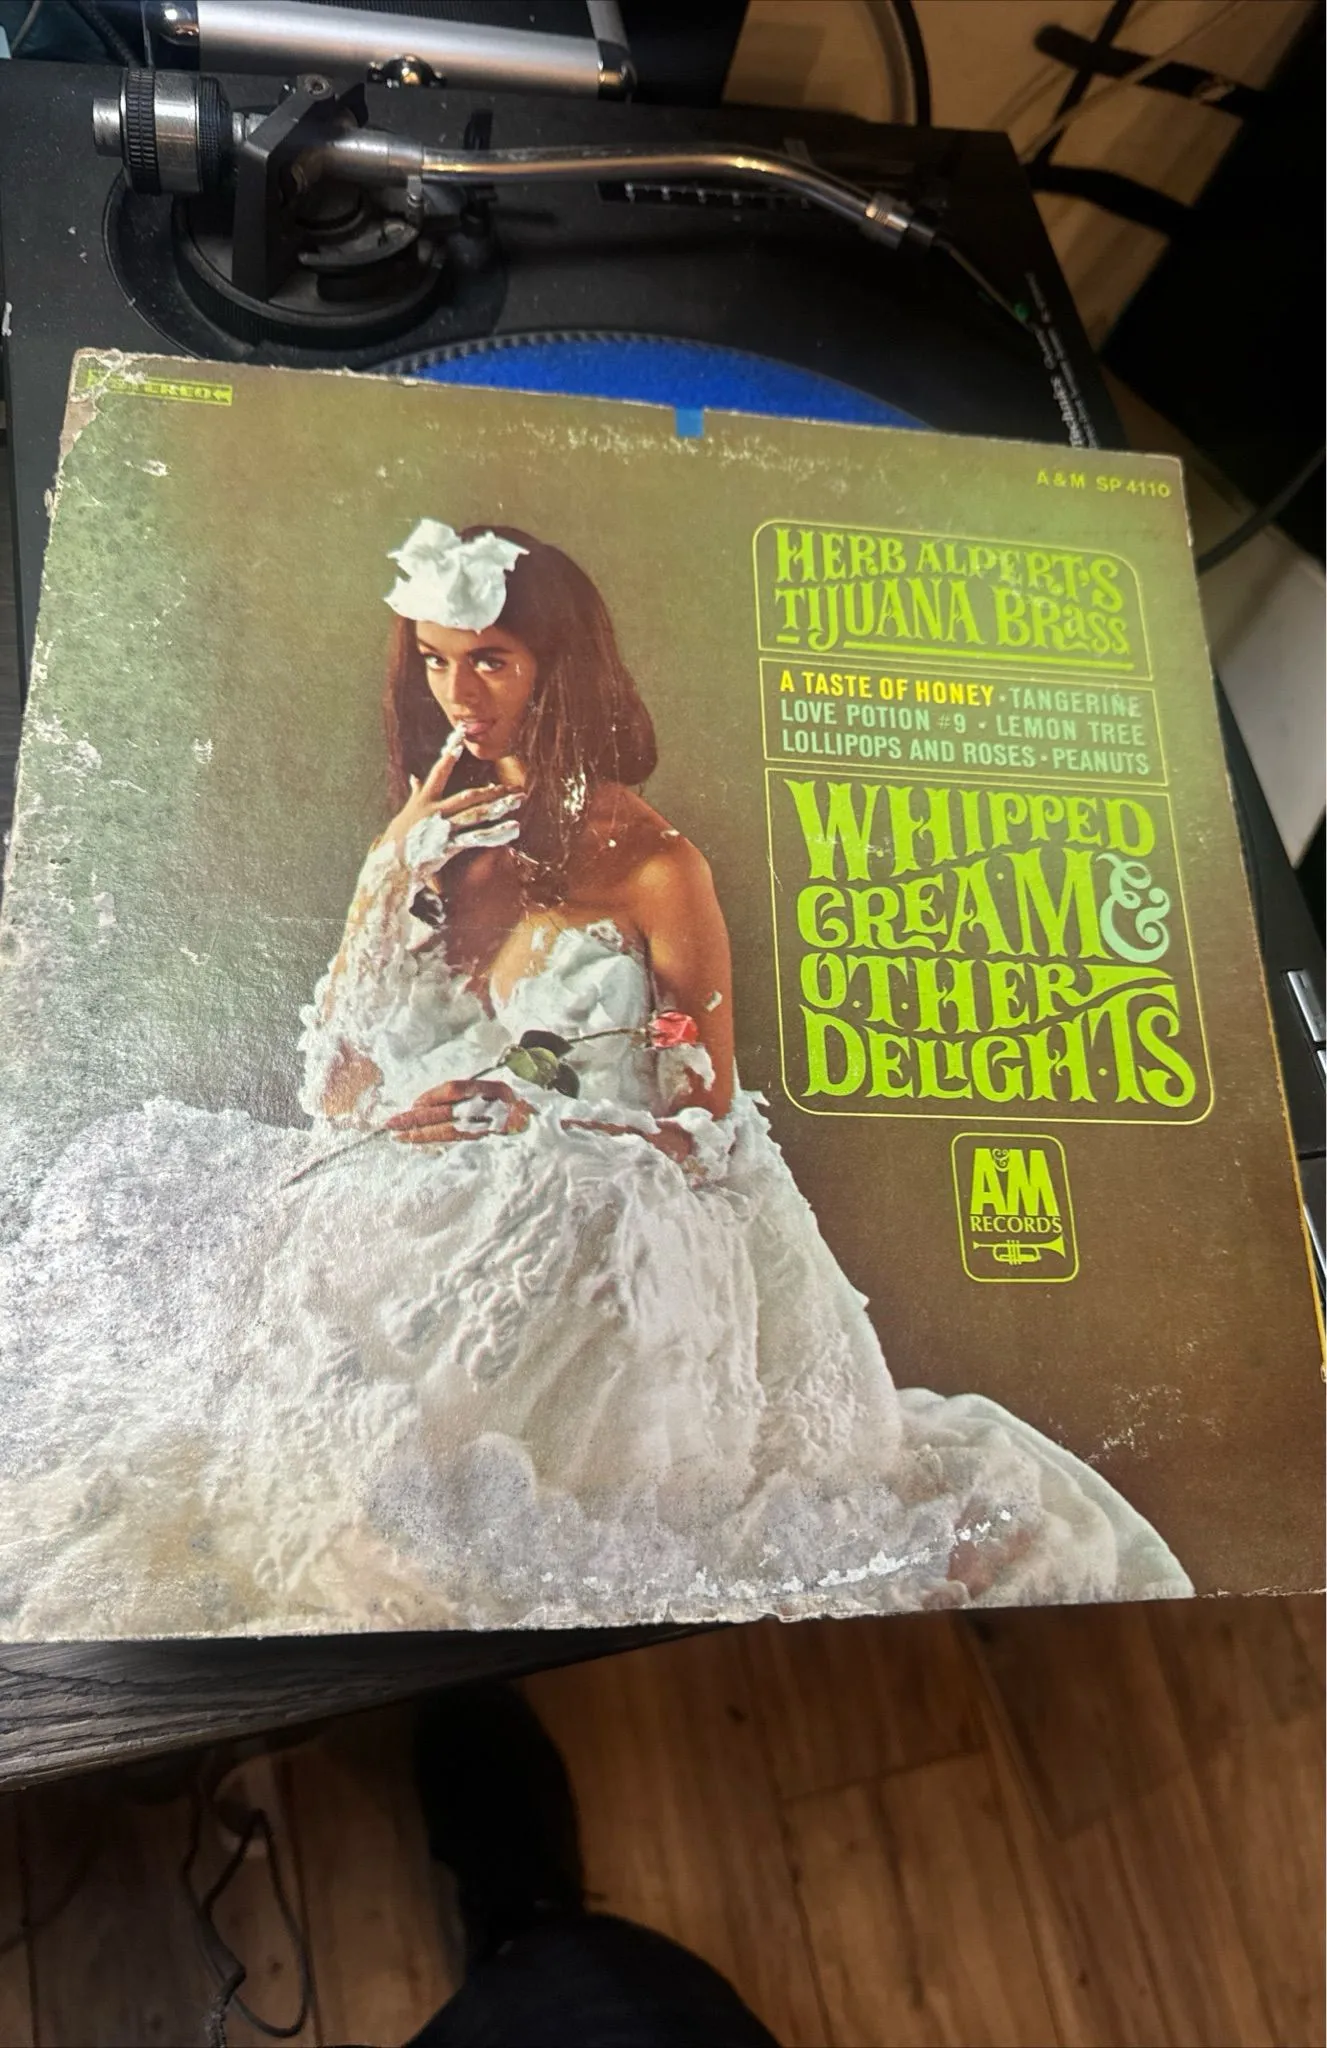 STEREO
A & M SP 4110
HERB ALPERT'S
TIJUANA BRASS
A TASTE OF HONEY • TANGERINE
LOVE POTION #9 • LEMON TREE
LOLLIPOPS AND ROSES • PEANUTS
WHIPPED
CREAM &
OTHER
DELIGHTS
A&M
RECORDS